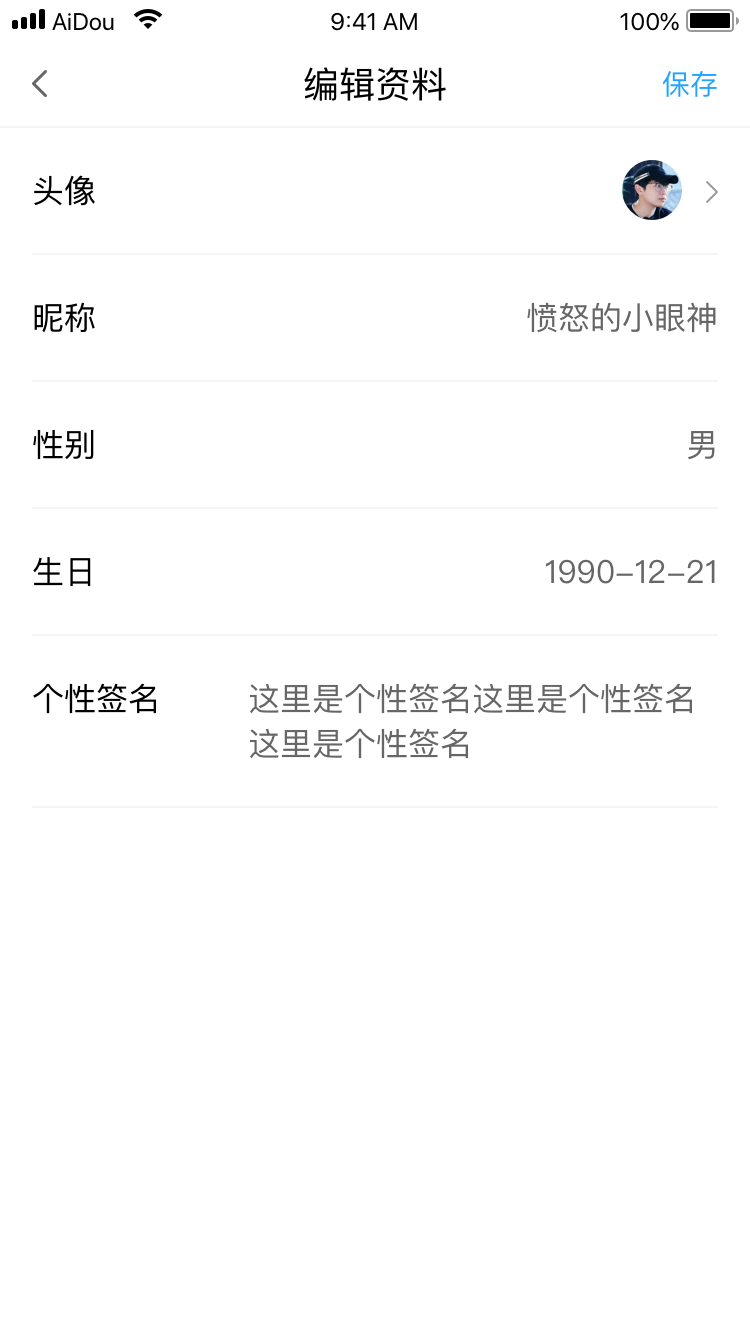 AiDou 9:41 AM 100%
编辑资料 保存
头像
昵称 愤怒的小眼神
性别 男
生日 1990–12–21
个性签名 这里是个性签名这里是个性签名
这里是个性签名